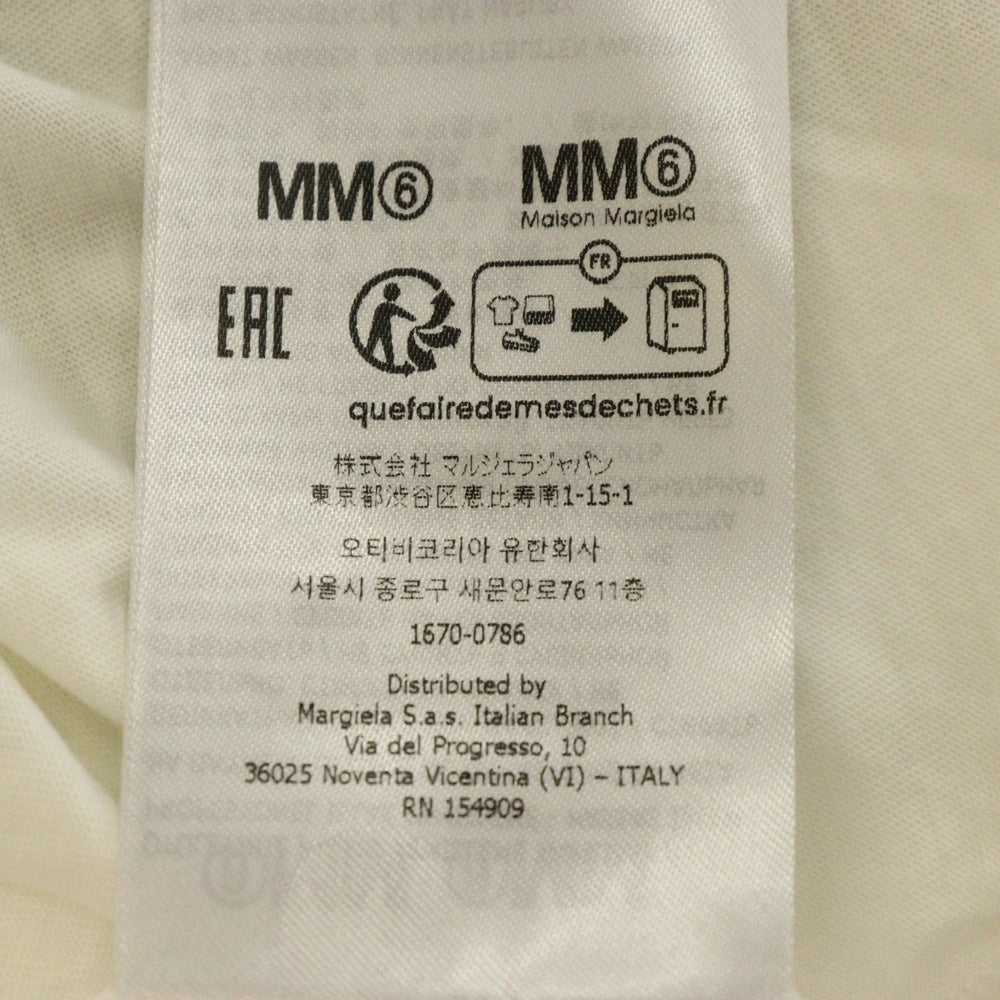 MM⑥
MM⑥
Maison Margiela
EAC
FR
quefairedemesdechets.fr
株式会社 マルジェラジャパン
東京都渋谷区恵比寿南1-15-1
오티비코리아 유한회사
서울시 종로구 새문안로76 11층
1670-0786
Distributed by
Margiela S.a.s. Italian Branch
Via del Progresso, 10
36025 Noventa Vicentina (VI) – ITALY
RN 154909